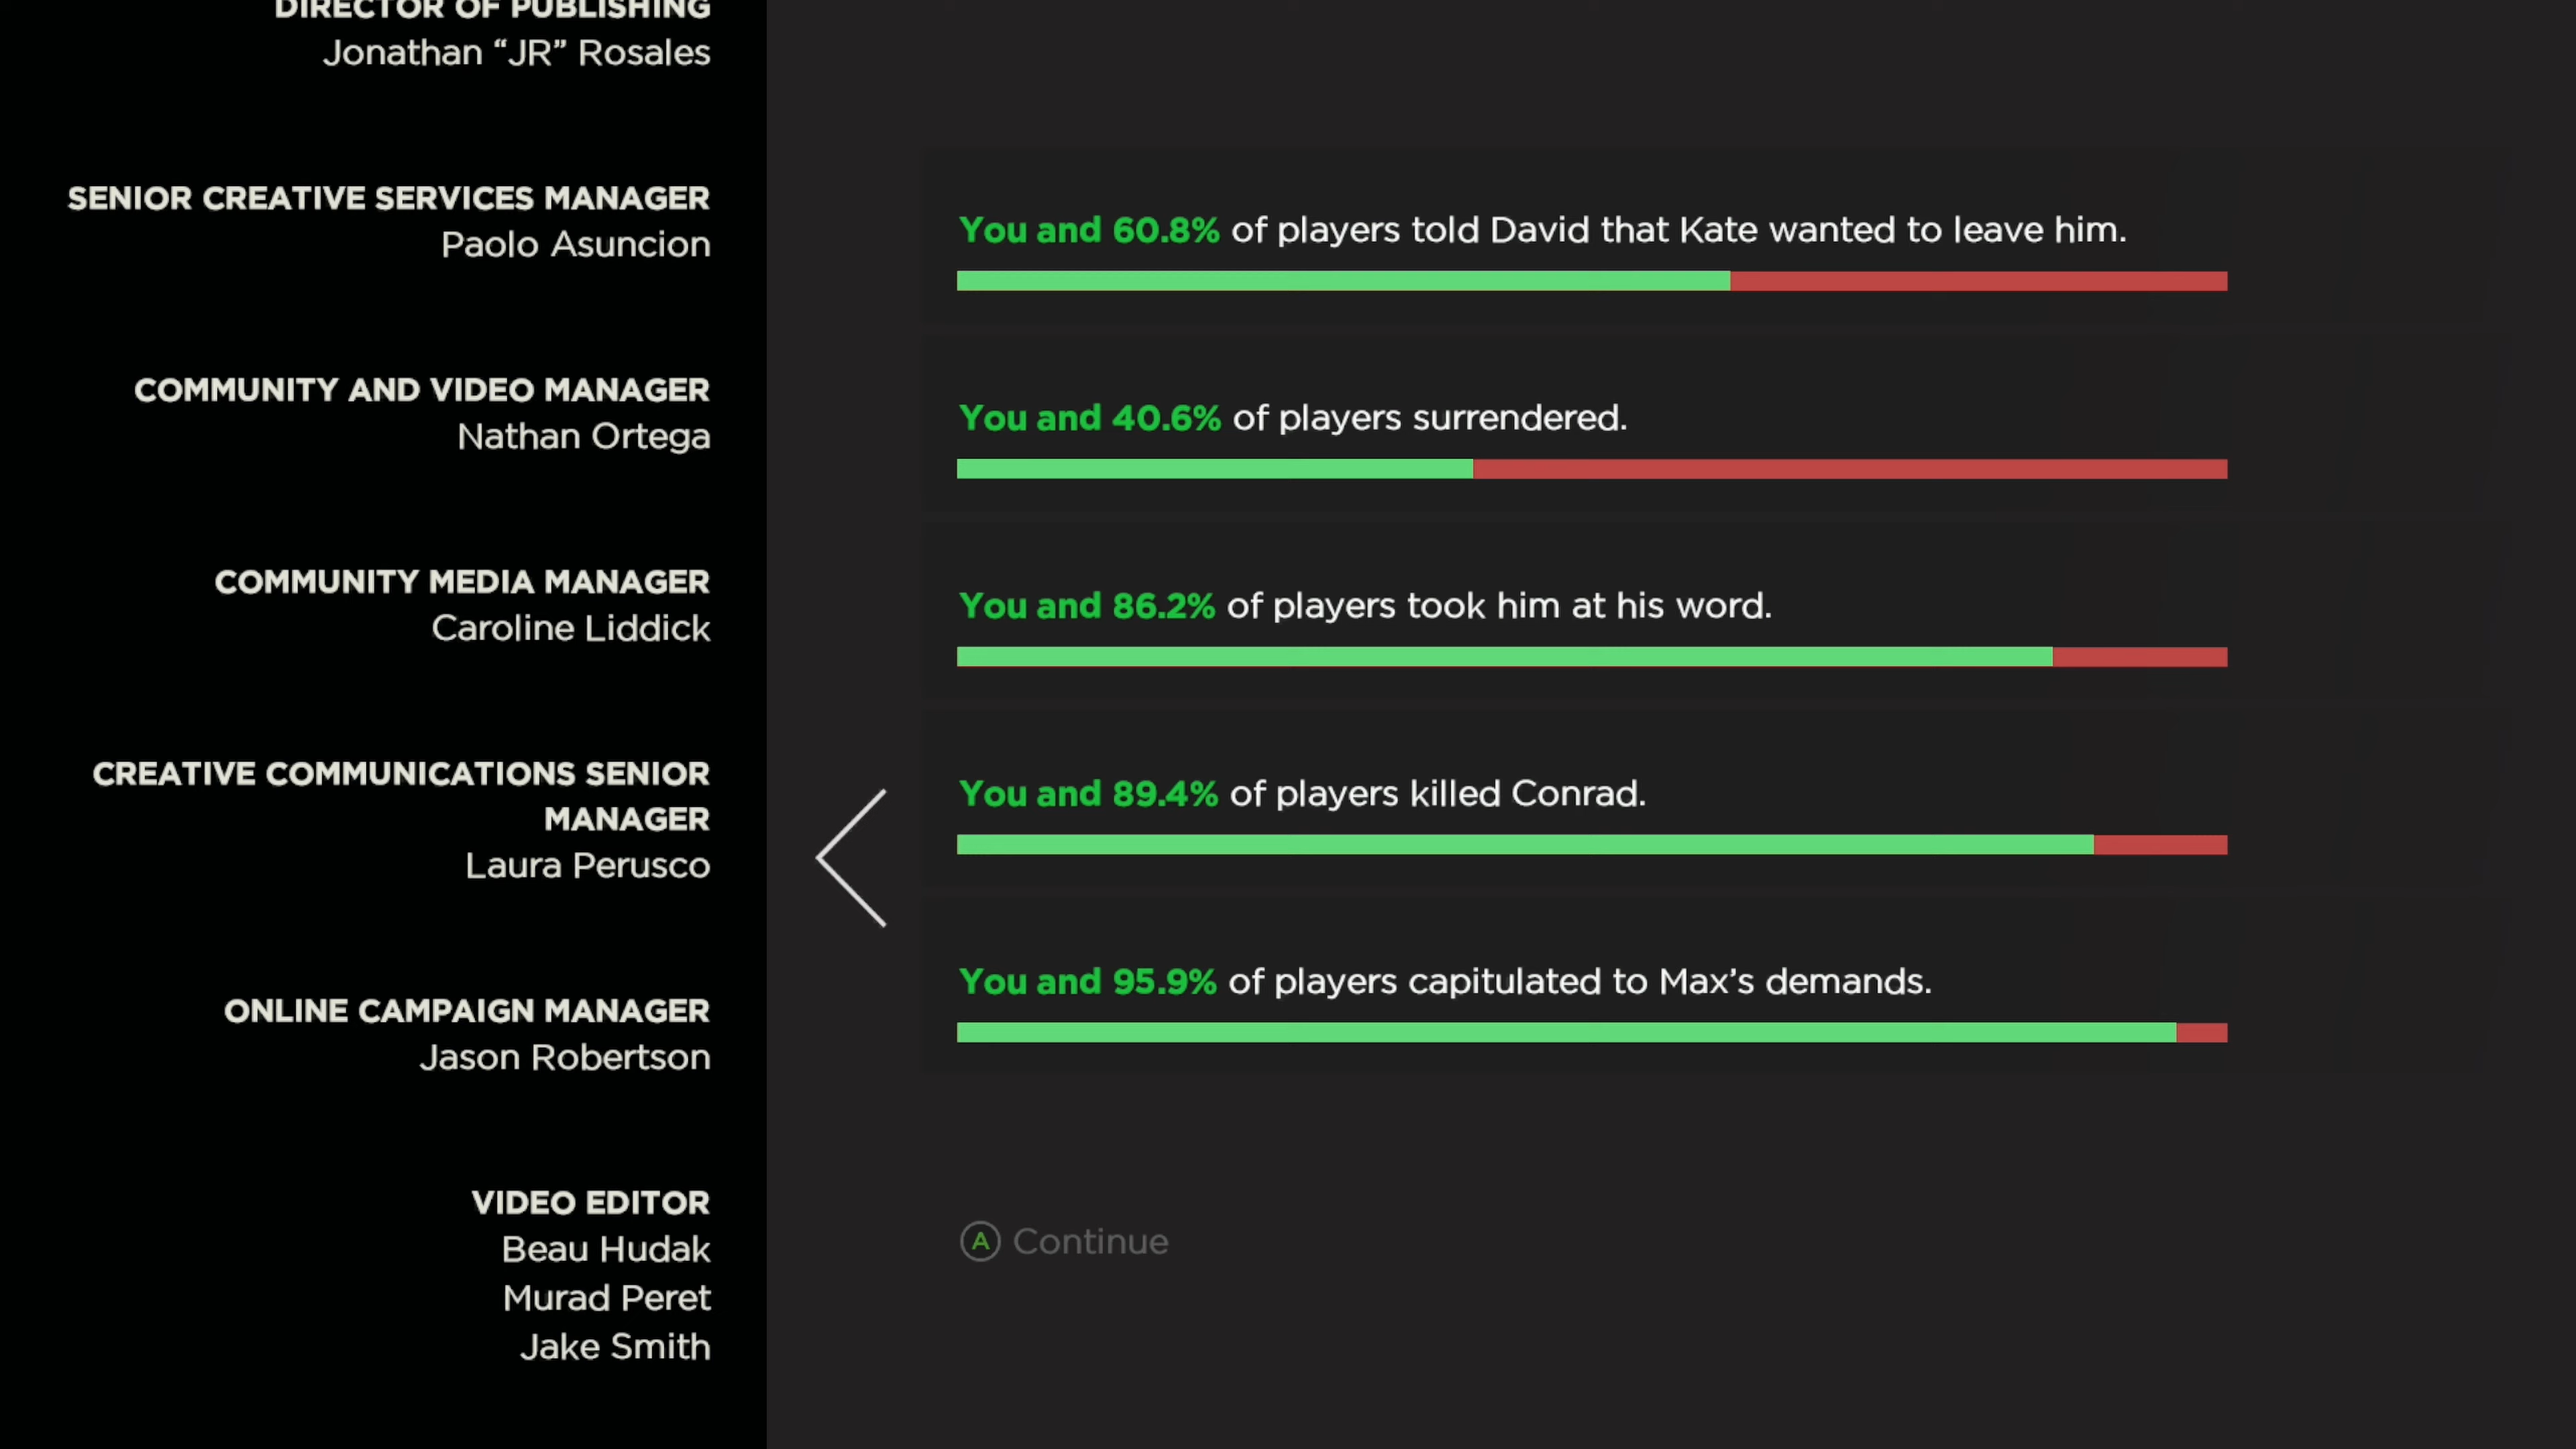 DIRECTOR OF PUBLISHING
Jonathan “JR” Rosales
SENIOR CREATIVE SERVICES MANAGER
Paolo Asuncion
COMMUNITY AND VIDEO MANAGER
Nathan Ortega
COMMUNITY MEDIA MANAGER
Caroline Liddick
CREATIVE COMMUNICATIONS SENIOR
MANAGER
Laura Perusco
ONLINE CAMPAIGN MANAGER
Jason Robertson
VIDEO EDITOR
Beau Hudak
Murad Peret
Jake Smith
You and 60.8% of players told David that Kate wanted to leave him.
You and 40.6% of players surrendered.
You and 86.2% of players took him at his word.
You and 89.4% of players killed Conrad.
You and 95.9% of players capitulated to Max’s demands.
A Continue